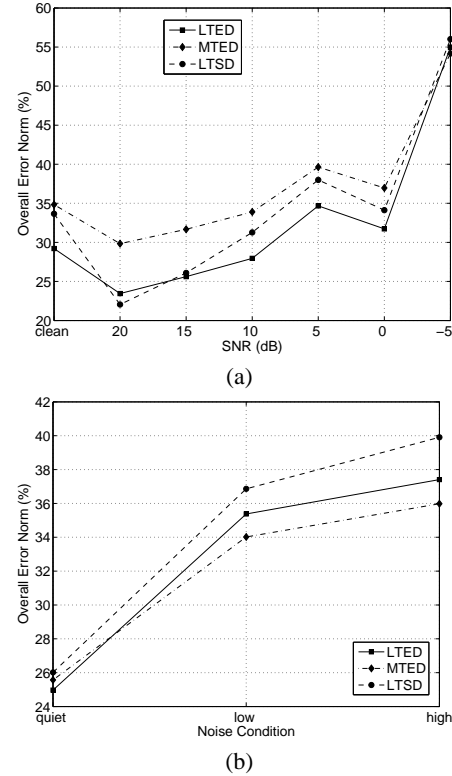 60
55
50
45
40
35
30
25
20
Overall Error Norm (%)
LTED
MTED
LTSD
clean 20 15 10 5 0 −5
SNR (dB)
(a)
42
40
38
36
34
32
30
28
26
24
Overall Error Norm (%)
LTED
MTED
LTSD
quiet low high
Noise Condition
(b)